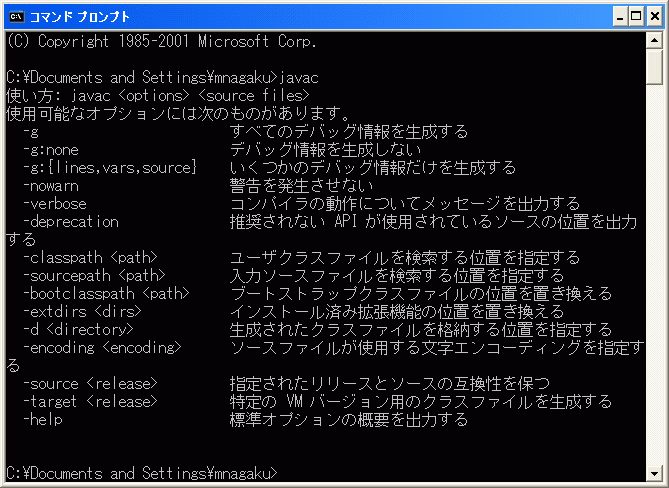 コマンド プロンプト
(C) Copyright 1985-2001 Microsoft Corp.
C:¥Documents and Settings¥mnagaku>javac
使い方: javac <options> <source files>
使用可能なオプションには次のものがあります。
-g すべてのデバッグ情報を生成する
-g:none デバッグ情報を生成しない
-g:{lines,vars,source} いくつかのデバッグ情報だけを生成する
-nowarn 警告を発生させない
-verbose コンパイラの動作についてメッセージを出力する
-deprecation 推奨されない API が使用されているソースの位置を出力
する
-classpath <path> ユーザクラスファイルを検索する位置を指定する
-sourcepath <path> 入力ソースファイルを検索する位置を指定する
-bootclasspath <path> ブートストラップクラスファイルの位置を置き換える
-extdirs <dirs> インストール済み拡張機能の位置を置き換える
-d <directory> 生成されたクラスファイルを格納する位置を指定する
-encoding <encoding> ソースファイルが使用する文字エンコーディングを指定す
る
-source <release> 指定されたリリースとソースの互換性を保つ
-target <release> 特定の VM バージョン用のクラスファイルを生成する
-help 標準オプションの概要を出力する
C:¥Documents and Settings¥mnagaku>